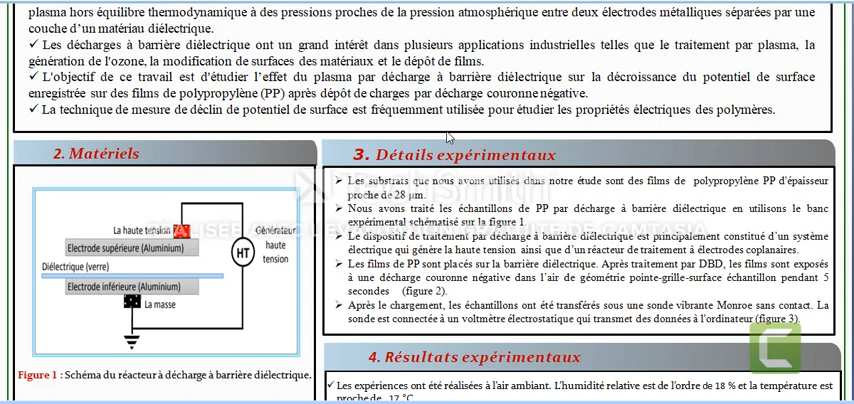 plasma hors équilibre thermodynamique à des pressions proches de la pression atmosphérique entre deux électrodes métalliques séparées par une
couche d'un matériau diélectrique.
✓ Les décharges à barrière diélectrique ont un grand intérêt dans plusieurs applications industrielles telles que le traitement par plasma, la
génération de l'ozone, la modification de surfaces des matériaux et le dépôt de films.
✓ L'objectif de ce travail est d'étudier l'effet du plasma par décharge à barrière diélectrique sur la décroissance du potentiel de surface
enregistrée sur des films de polypropylène (PP) après dépôt de charges par décharge couronne négative.
✓ La technique de mesure de déclin de potentiel de surface est fréquemment utilisée pour étudier les propriétés électriques des polymères.
2. Matériels
La haute tension
Electrode supérieure (Aluminium)
Diélectrique (verre)
Electrode inférieure (Aluminium)
La masse
HT
Générateur
haute
tension
Figure 1 : Schéma du réacteur à décharge à barrière diélectrique.
3. Détails expérimentaux
➢ Les substrats que nous avons utilisés dans notre étude sont des films de polypropylène PP d'épaisseur
proche de 28 µm.
➢ Nous avons traité les échantillons de PP par décharge à barrière diélectrique en utilisons le banc
expérimental schématisé sur la figure 1
➢ Le dispositif de traitement par décharge à barrière diélectrique est principalement constitué d'un système
électrique qui génère la haute tension ainsi que d'un réacteur de traitement à électrodes coplanaires.
➢ Les films de PP sont placés sur la barrière diélectrique. Après traitement par DBD, les films sont exposés
à une décharge couronne négative dans l'air de géométrie pointe-grille-surface échantillon pendant 5
secondes (figure 2).
➢ Après le chargement, les échantillons ont été transférés sous une sonde vibrante Monroe sans contact. La
sonde est connectée à un voltmètre électrostatique qui transmet des données à l'ordinateur (figure 3).
4. Résultats expérimentaux
✓ Les expériences ont été réalisées à l'air ambiant. L'humidité relative est de l'ordre de 18 % et la température est
proche de 17 °C